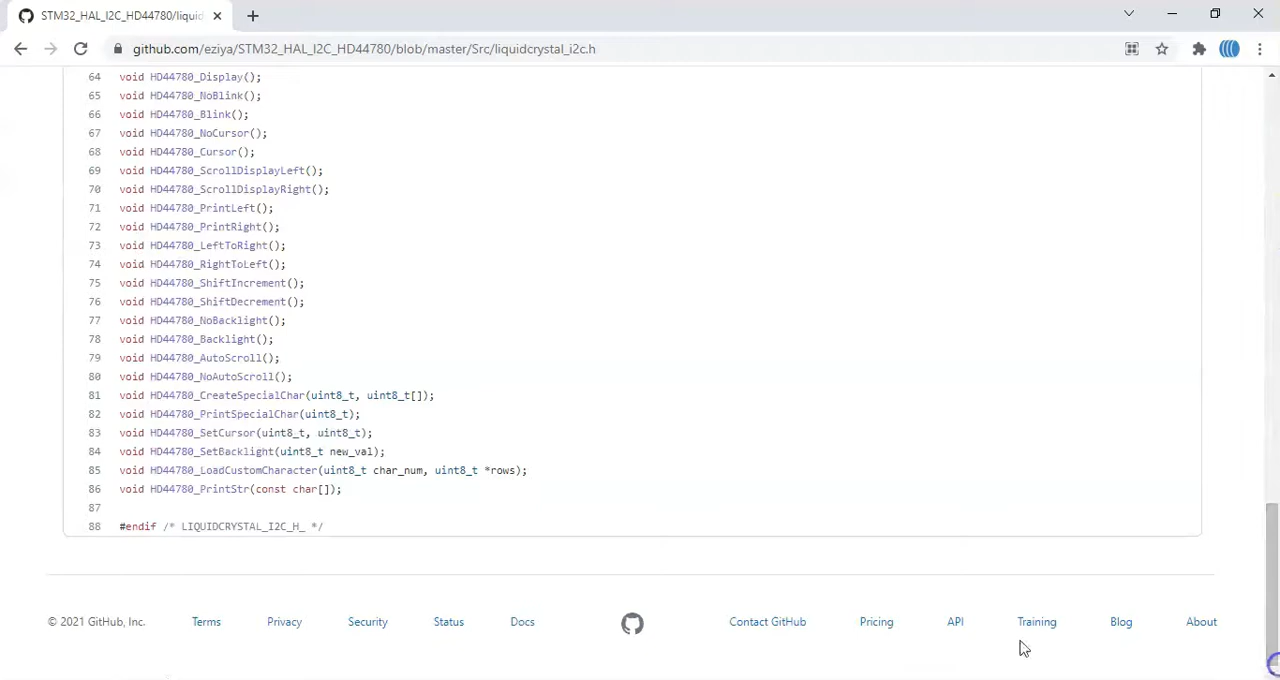 STM32_HAL_I2C_HD44780/liquid
github.com/eziya/STM32_HAL_I2C_HD44780/blob/master/Src/liquidcrystal_i2c.h
64 void HD44780_Display();
65 void HD44780_NoBlink();
66 void HD44780_Blink();
67 void HD44780_NoCursor();
68 void HD44780_Cursor();
69 void HD44780_ScrollDisplayLeft();
70 void HD44780_ScrollDisplayRight();
71 void HD44780_PrintLeft();
72 void HD44780_PrintRight();
73 void HD44780_LeftToRight();
74 void HD44780_RightToLeft();
75 void HD44780_ShiftIncrement();
76 void HD44780_ShiftDecrement();
77 void HD44780_NoBacklight();
78 void HD44780_Backlight();
79 void HD44780_AutoScroll();
80 void HD44780_NoAutoScroll();
81 void HD44780_CreateSpecialChar(uint8_t, uint8_t[]);
82 void HD44780_PrintSpecialChar(uint8_t);
83 void HD44780_SetCursor(uint8_t, uint8_t);
84 void HD44780_SetBacklight(uint8_t new_val);
85 void HD44780_LoadCustomCharacter(uint8_t char_num, uint8_t *rows);
86 void HD44780_PrintStr(const char[]);
87
88 #endif /* LIQUIDCRYSTAL_I2C_H_ */
© 2021 GitHub, Inc. Terms Privacy Security Status Docs Contact GitHub Pricing API Training Blog About